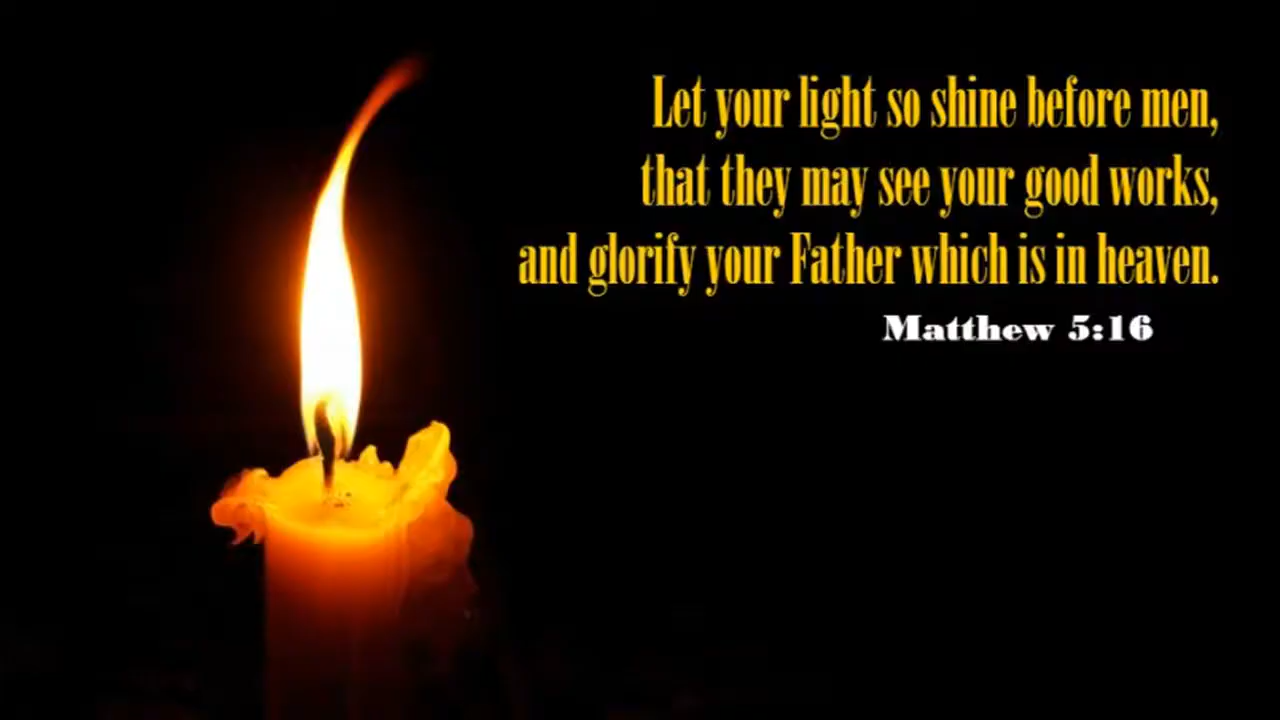 Let your light so shine before men,
that they may see your good works,
and glorify your Father which is in heaven.
Matthew 5:16